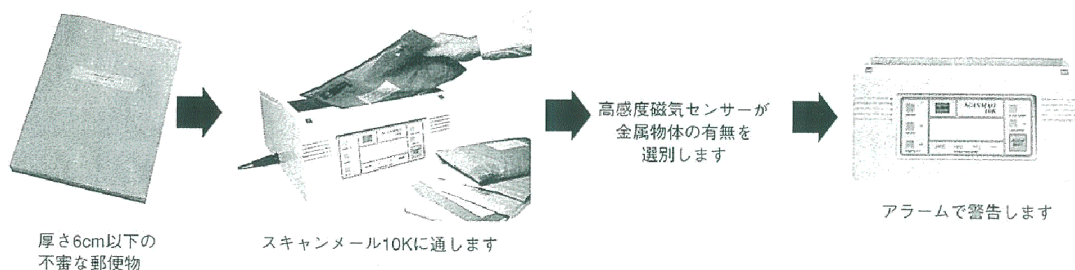 厚さ6cm以下の
不審な郵便物
スキャンメール10Kに通します
高感度磁気センサーが
金属物体の有無を
選別します
アラームで警告します